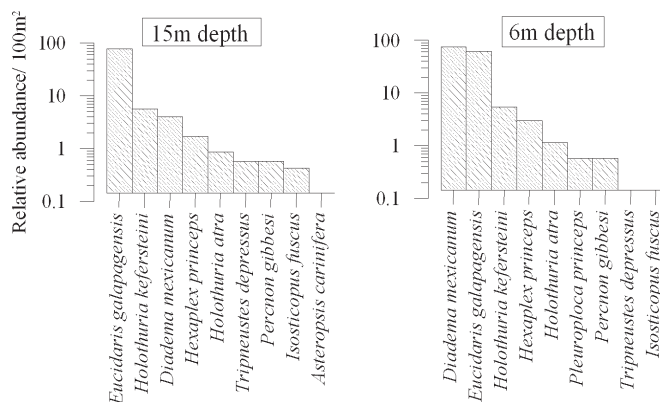 Relative abundance/ 100m²
15m depth
100
10
1
0.1
Eucidaris galapagensis
Holothuria kefersteini
Diadema mexicanum
Hexaplex princeps
Holothuria atra
Tripneustes depressus
Percnon gibbesi
Isosticopus fuscus
Asteropsis carinifera
6m depth
100
10
1
0.1
Diadema mexicanum
Eucidaris galapagensis
Holothuria kefersteini
Hexaplex princeps
Holothuria atra
Pleuroploca princeps
Percnon gibbesi
Tripneustes depressus
Isosticopus fuscus